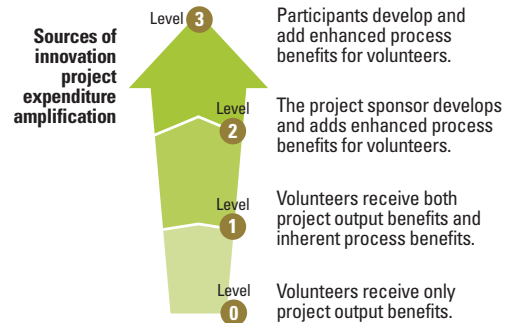 Sources of
innovation
project
expenditure
amplification
Level 3
Participants develop and
add enhanced process
benefits for volunteers.
Level
2
The project sponsor develops
and adds enhanced process
benefits for volunteers.
Level
1
Volunteers receive both
project output benefits and
inherent process benefits.
Level
0
Volunteers receive only
project output benefits.